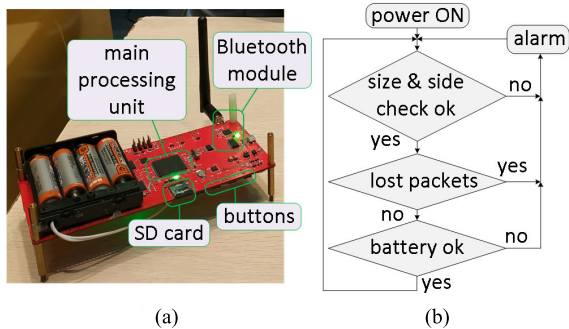 main
processing
unit
Bluetooth
module
SD card
buttons
(a)
power ON
alarm
size & side
check ok
no
yes
lost packets
yes
no
battery ok
no
yes
(b)